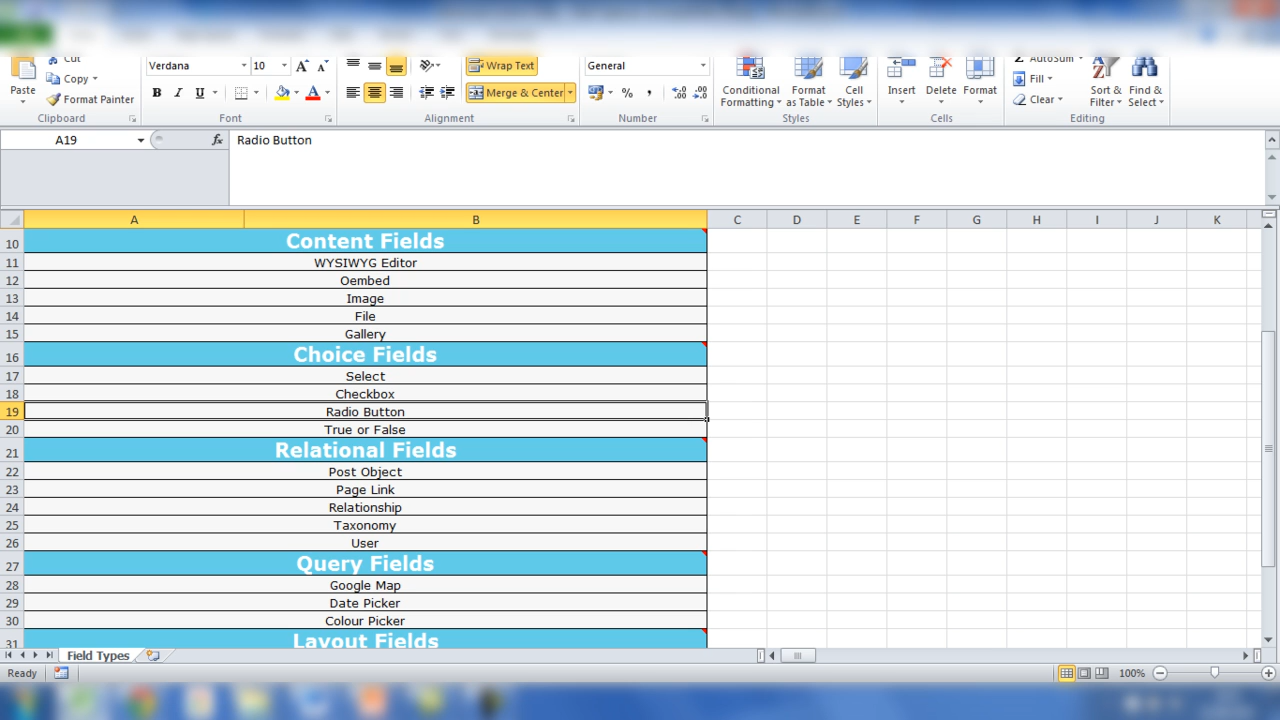 Cut
Verdana 10 Wrap Text General AutoSum
Paste Copy Conditional Formatting Format as Table Cell Styles Insert Delete Format Fill Sort & Filter Find & Select
Format Painter B I U Merge & Center % , Clear
Clipboard Font Alignment Number Styles Cells Editing
A19 fx Radio Button
A B C D E F G H I J K
10 Content Fields
11 WYSIWYG Editor
12 Oembed
13 Image
14 File
15 Gallery
16 Choice Fields
17 Select
18 Checkbox
19 Radio Button
20 True or False
21 Relational Fields
22 Post Object
23 Page Link
24 Relationship
25 Taxonomy
26 User
27 Query Fields
28 Google Map
29 Date Picker
30 Colour Picker
31 Layout Fields
Field Types
Ready 100%